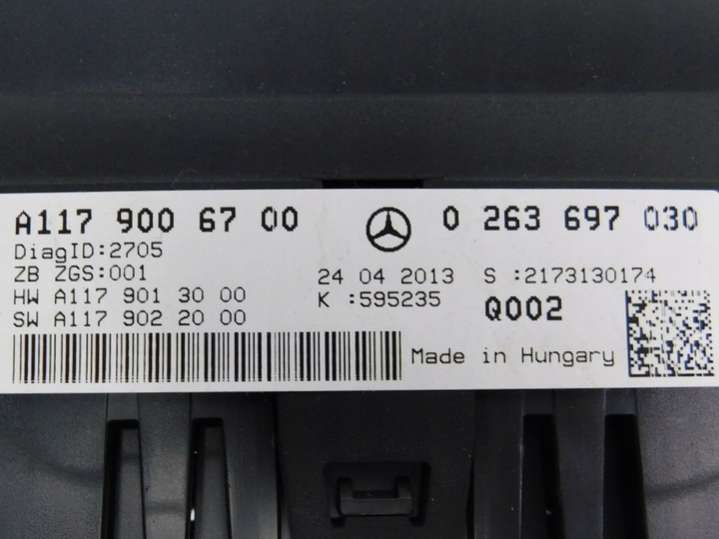 A117 900 67 00 0 263 697 030
DiagID:2705
ZB ZGS:001 24 04 2013 S :2173130174
HW A117 901 30 00 K :595235 Q002
SW A117 902 20 00
Made in Hungary